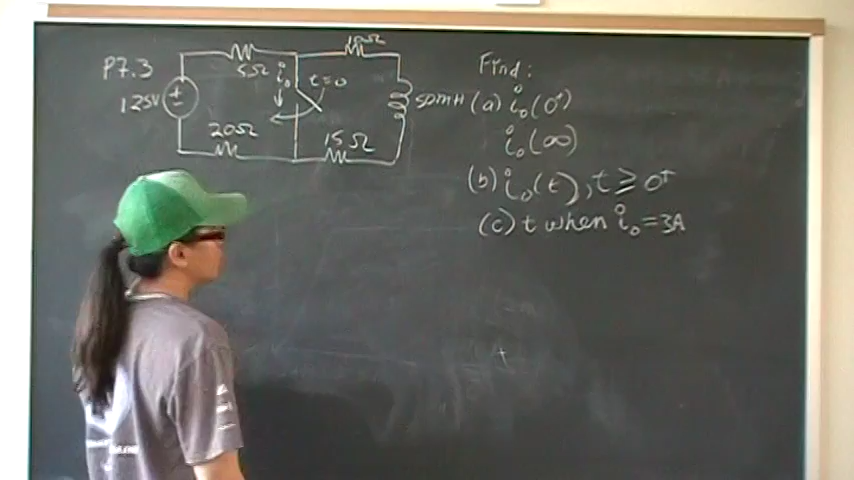 P7.3
125V
+
-
5Ω
i₀
t=0
10Ω
50mH
20Ω
15Ω
Find:
(a) i₀(0⁺)
i₀(∞)
(b) i₀(t), t ≥ 0⁺
(c) t when i₀=3A